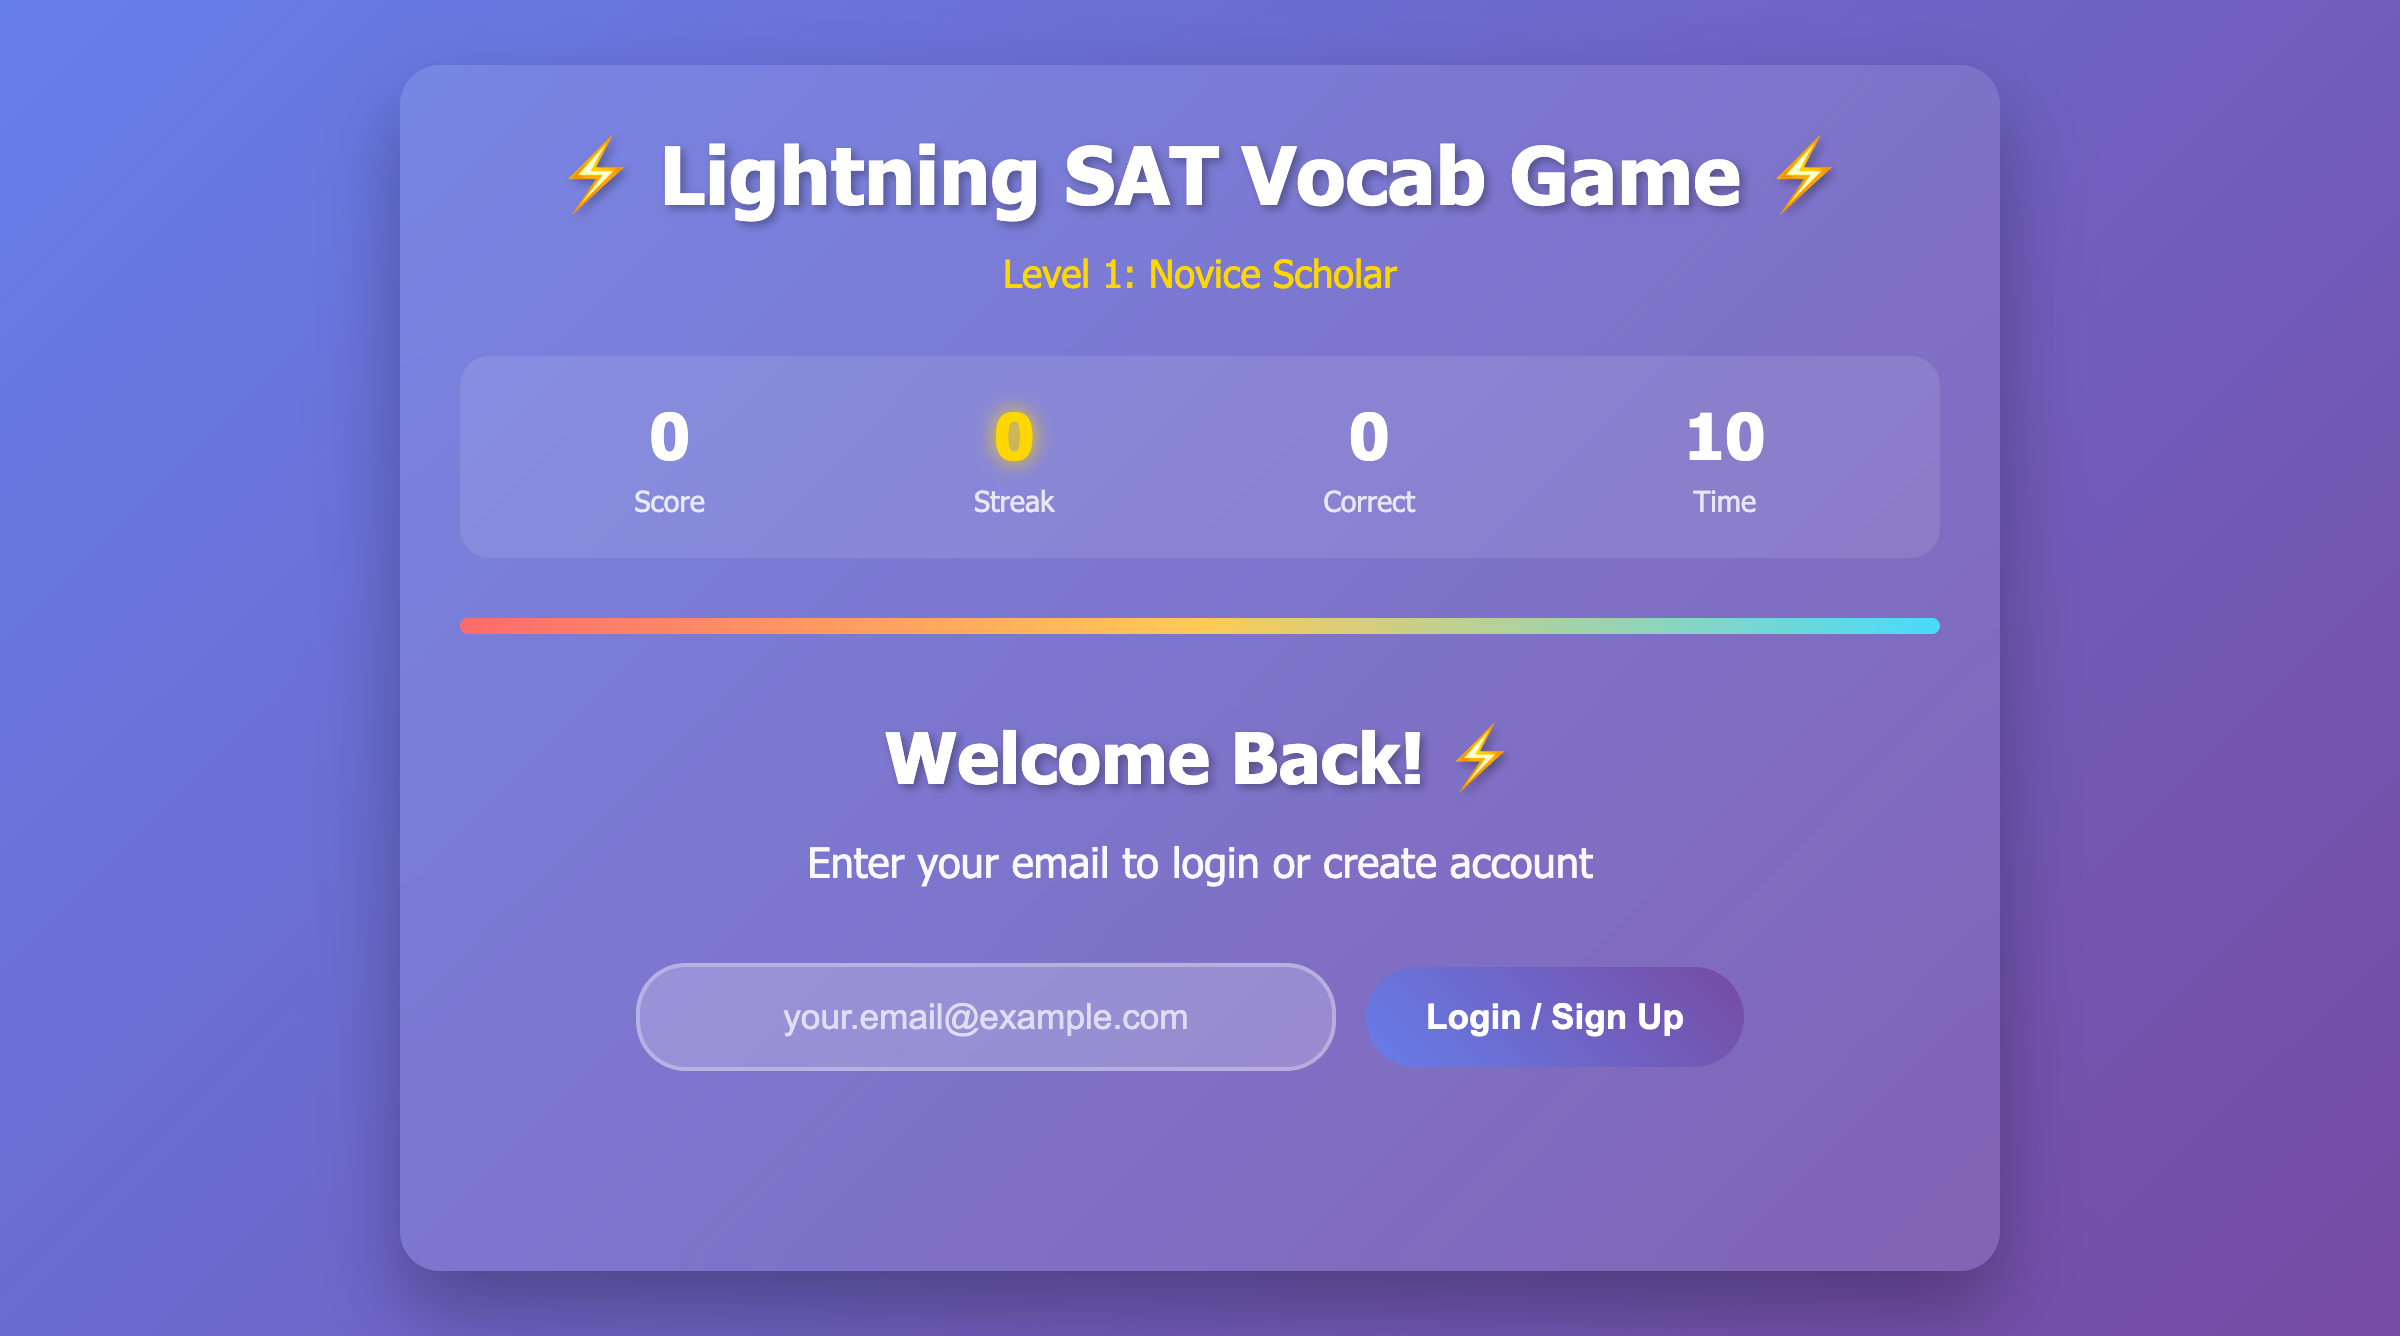 ⚡ Lightning SAT Vocab Game ⚡
Level 1: Novice Scholar
0 0 0 10
Score Streak Correct Time
Welcome Back! ⚡
Enter your email to login or create account
your.email@example.com Login / Sign Up